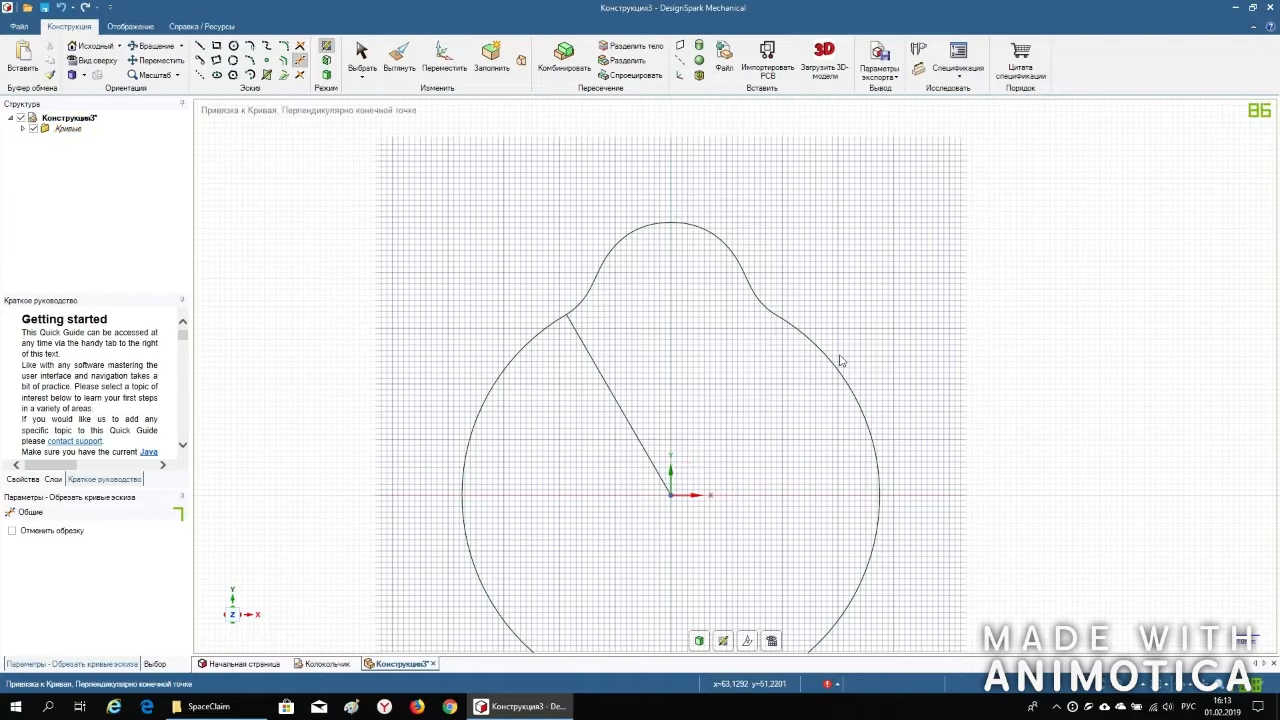 Конструкция3 - DesignSpark Mechanical
Файл Конструкция Отображение Справка / Ресурсы
Вставить
Буфер обмена
Исходный Вращение
Вид сверху Переместить
Масштаб
Ориентация
Эскиз
Режим
Выбрать Вытянуть Переместить Заполнить
Изменить
Комбинировать
Разделить тело
Разделить
Спроецировать
Пересечение
Файл
Импортировать PCB
3D
Загрузить 3D-модели
Вставить
Параметры экспорта
Вывод
Спецификация
Исследовать
Цитата спецификации
Порядок
Структура
Конструкция3*
Кривые
Привязка к Кривая, Перпендикулярно конечной точке
86
Краткое руководство
Getting started
This Quick Guide can be accessed at
any time via the handy tab to the right
of this text.
Like with any software mastering the
user interface and navigation takes a
bit of practice. Please select a topic of
interest below to learn your first steps
in a variety of areas.
If you would like us to add any
specific topic to this Quick Guide
please contact support.
Make sure you have the current Java
Свойства Слои Краткое руководство
Параметры - Обрезать кривые эскиза
Общие
Отменить обрезку
Y
X
Y
Z X
Параметры - Обрезать кривые эскиза Выбор
Начальная страница Колокольчик Конструкция3*
MADE WITH
ANIMOTICA
Привязка к Кривая, Перпендикулярно конечной точке
x=63,1292 y=51,2201
SpaceClaim
Конструкция3 - De...
РУС
16:13
01.02.2019